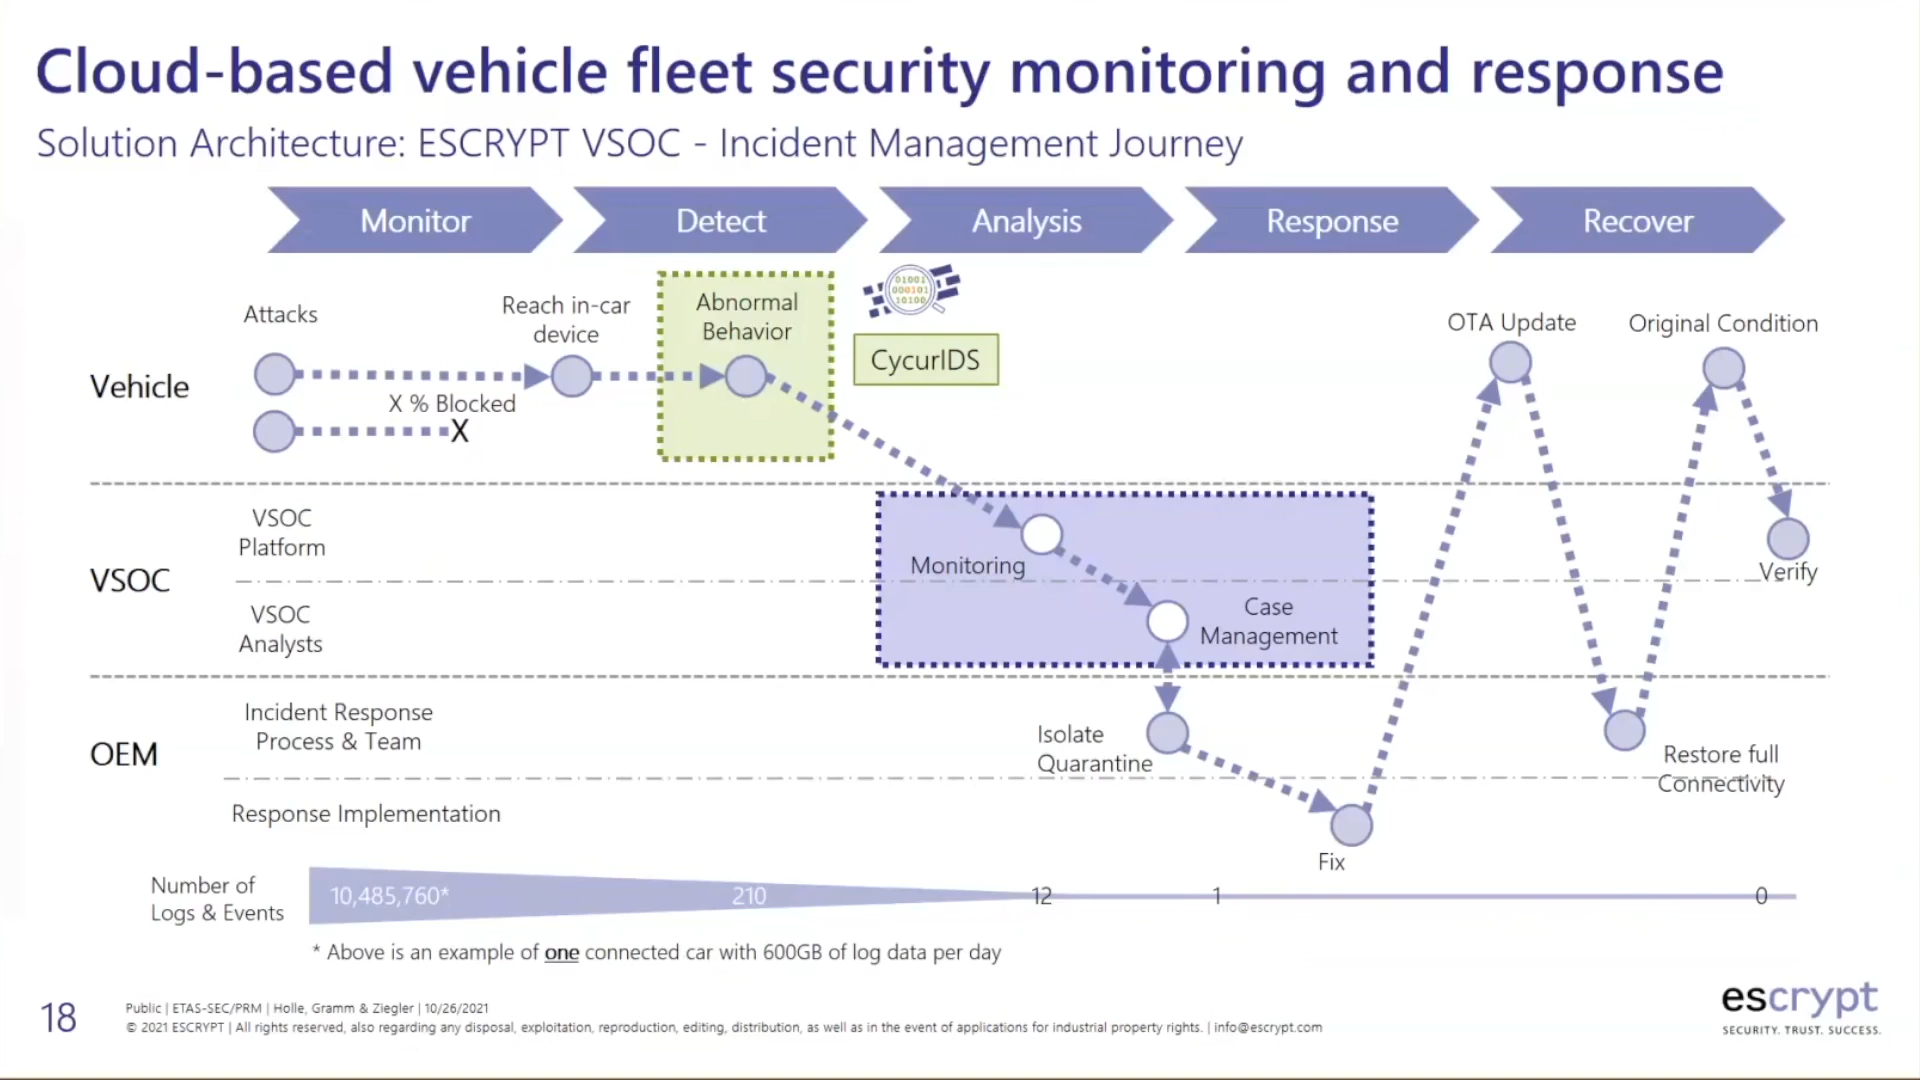 Cloud-based vehicle fleet security monitoring and response
Solution Architecture: ESCRYPT VSOC - Incident Management Journey
Monitor
Detect
Analysis
Response
Recover
Attacks
Reach in-car
device
Abnormal
Behavior
01001
000101
10100
CycurIDS
OTA Update
Original Condition
Vehicle
X % Blocked
X
VSOC
Platform
VSOC
VSOC
Analysts
Monitoring
Case
Management
Verify
Incident Response
Process & Team
OEM
Isolate
Quarantine
Restore full
Connectivity
Response Implementation
Fix
Number of
Logs & Events
10,485,760*
210
12
1
0
* Above is an example of one connected car with 600GB of log data per day
18
Public | ETAS-SEC/PRM | Holle, Gramm & Ziegler | 10/26/2021
© 2021 ESCRYPT | All rights reserved, also regarding any disposal, exploitation, reproduction, editing, distribution, as well as in the event of applications for industrial property rights. | info@escrypt.com
escrypt
SECURITY. TRUST. SUCCESS.